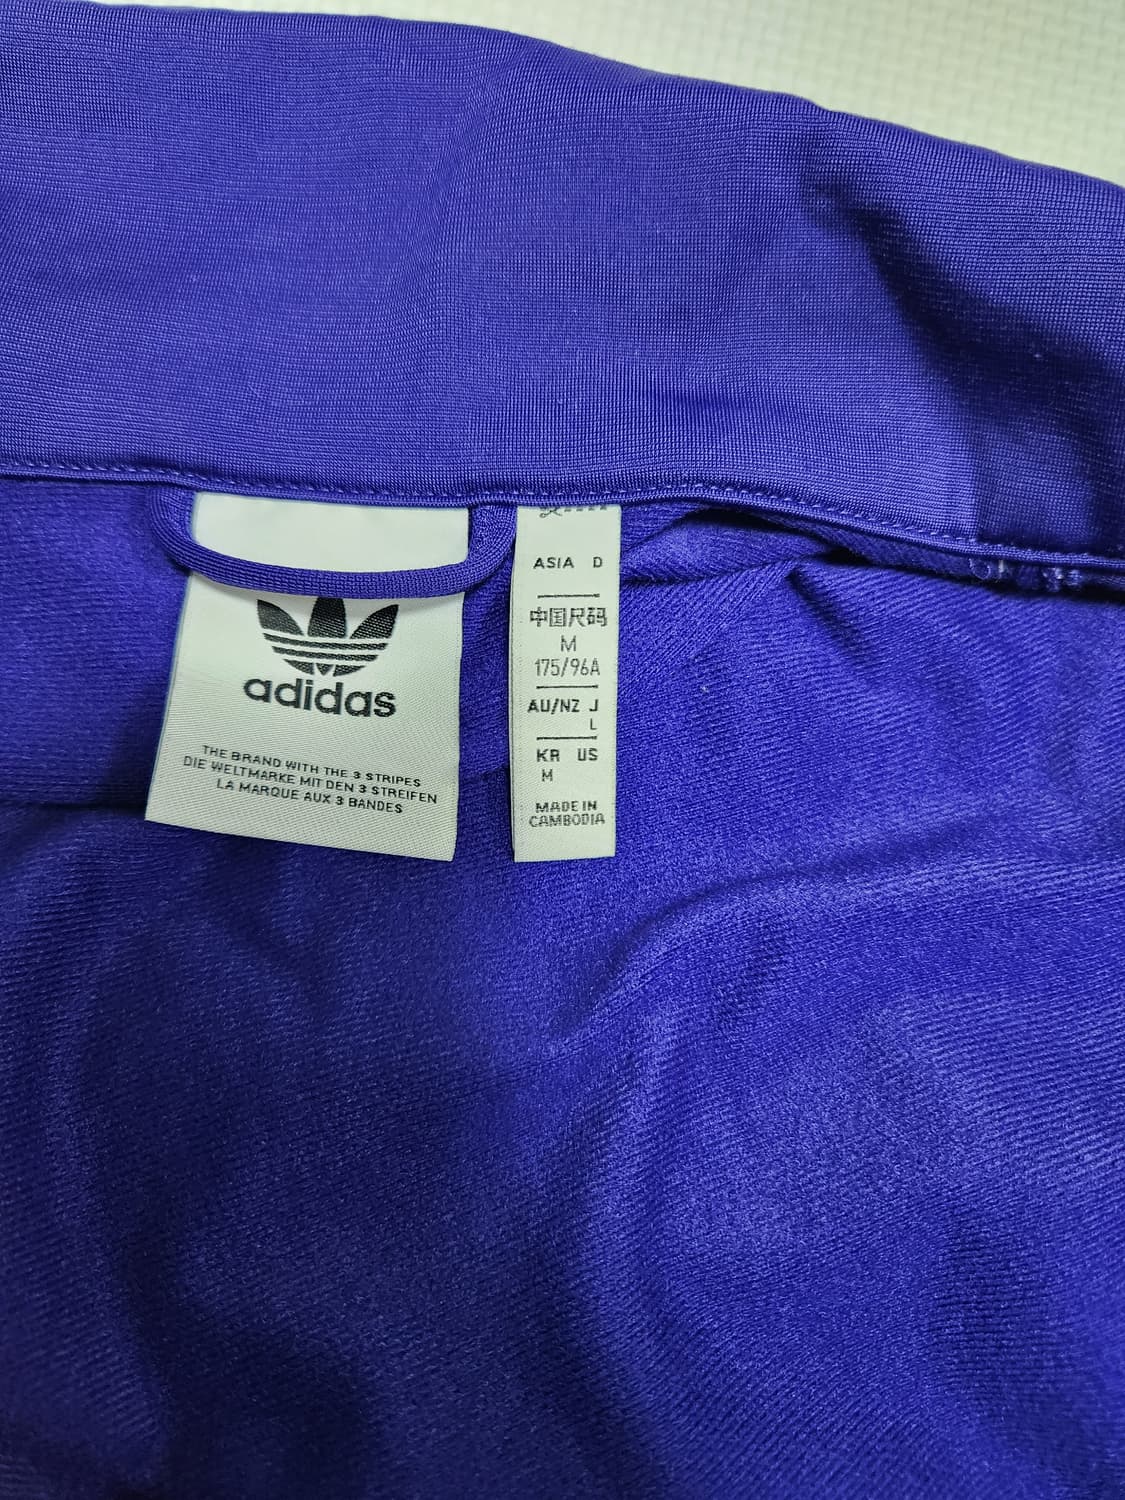 adidas
THE BRAND WITH THE 3 STRIPES
DIE WELTMARKE MIT DEN 3 STREIFEN
LA MARQUE AUX 3 BANDES
ASIA D
中国尺码
M
175/96A
AU/NZ J
L
KR US
M
MADE IN
CAMBODIA